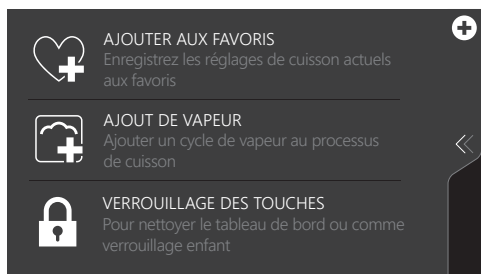 AJOUTER AUX FAVORIS
Enregistrez les réglages de cuisson actuels
aux favoris
AJOUT DE VAPEUR
Ajouter un cycle de vapeur au processus
de cuisson
VERROUILLAGE DES TOUCHES
Pour nettoyer le tableau de bord ou comme
verrouillage enfant